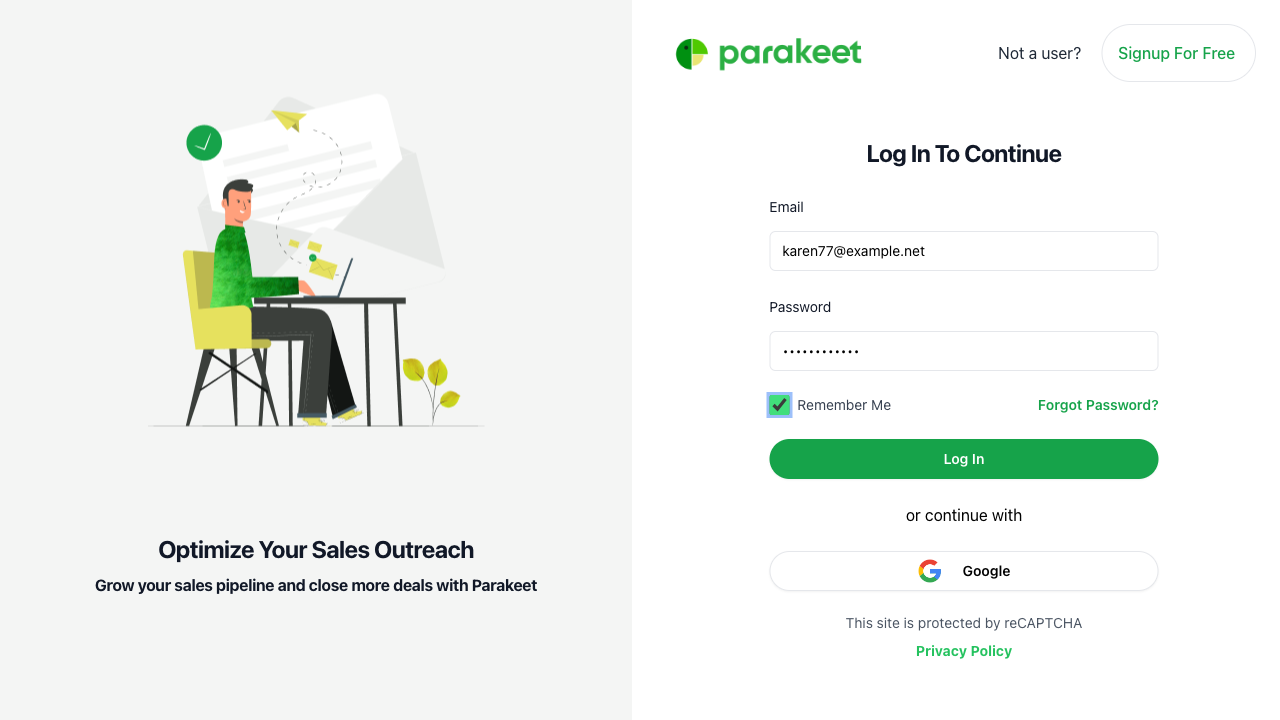 Optimize Your Sales Outreach
Grow your sales pipeline and close more deals with Parakeet
parakeet
Not a user?
Signup For Free
Log In To Continue
Email
karen77@example.net
Password
••••••••••••
Remember Me
Forgot Password?
Log In
or continue with
Google
This site is protected by reCAPTCHA
Privacy Policy